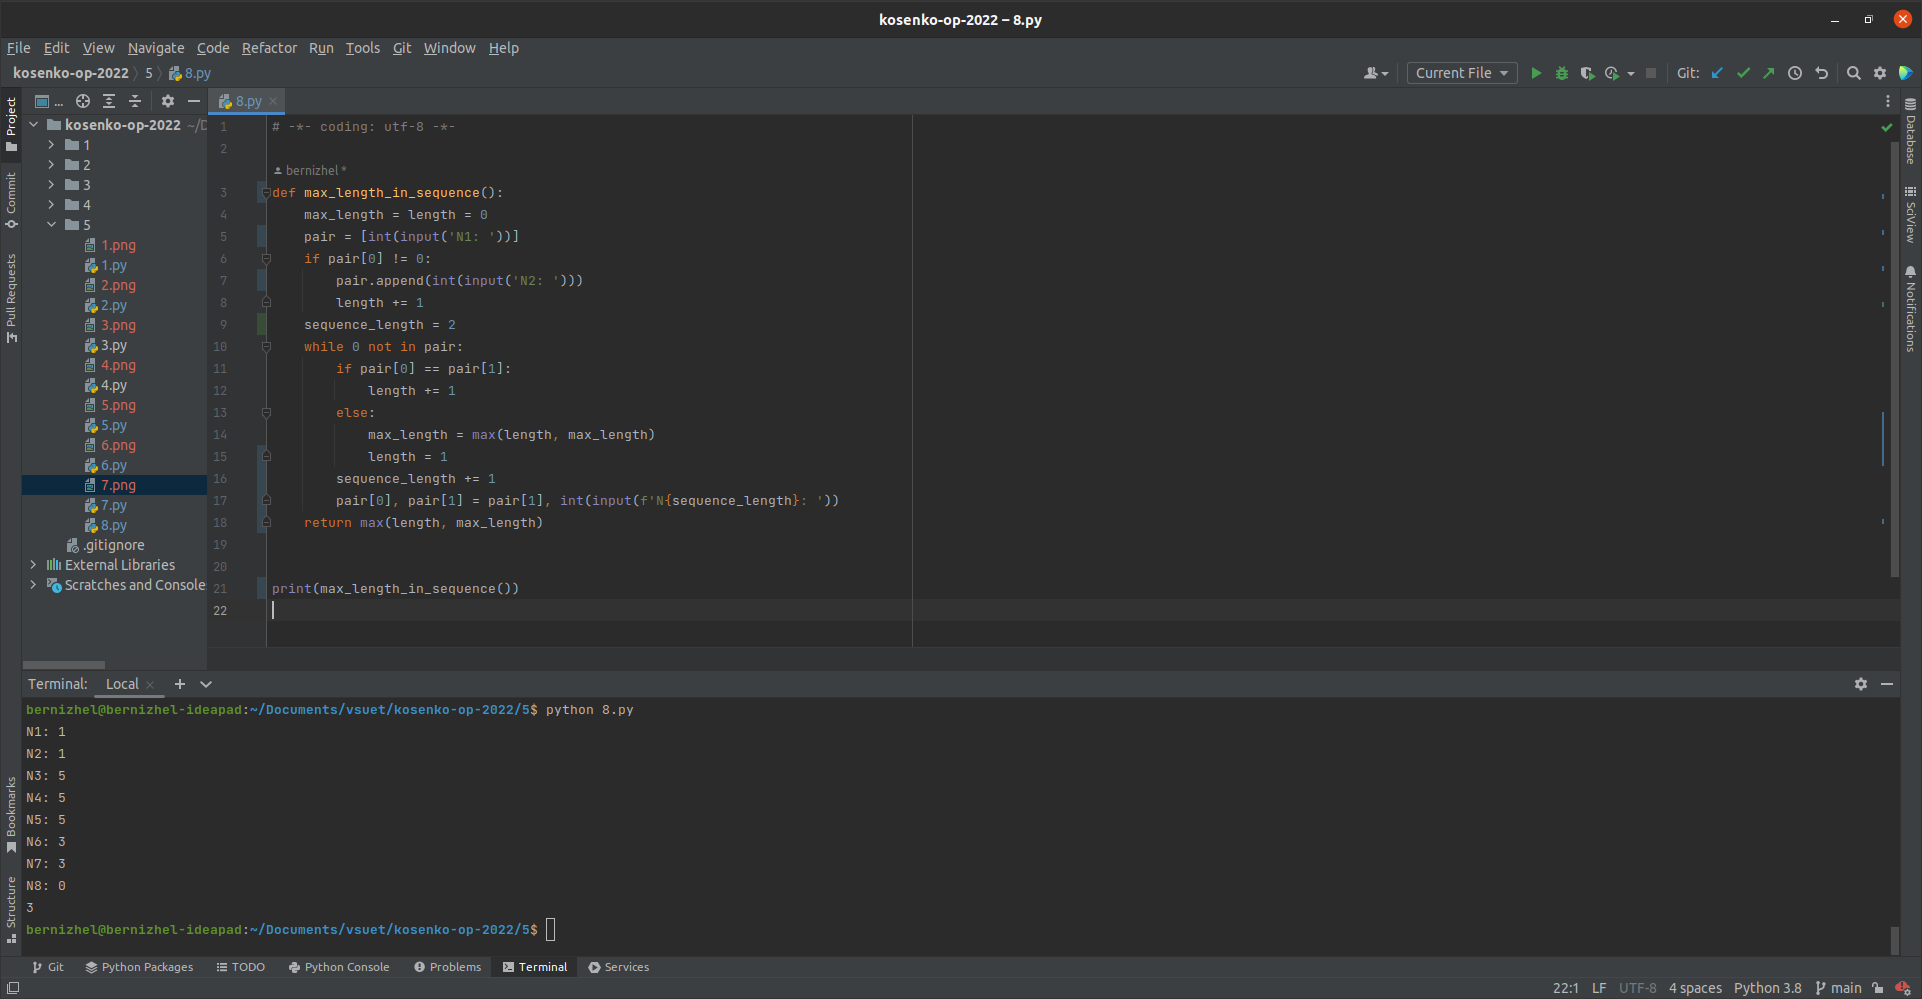 kosenko-op-2022 – 8.py
File Edit View Navigate Code Refactor Run Tools Git Window Help
kosenko-op-2022 5 8.py
Current File
Git:
Project
Commit
Pull Requests
Bookmarks
Structure
...
kosenko-op-2022 ~/D
1
2
3
4
5
1.png
1.py
2.png
2.py
3.png
3.py
4.png
4.py
5.png
5.py
6.png
6.py
7.png
7.py
8.py
.gitignore
External Libraries
Scratches and Console
8.py
1 # -*- coding: utf-8 -*-
2
bernizhel *
3 def max_length_in_sequence():
4 max_length = length = 0
5 pair = [int(input('N1: '))]
6 if pair[0] != 0:
7 pair.append(int(input('N2: ')))
8 length += 1
9 sequence_length = 2
10 while 0 not in pair:
11 if pair[0] == pair[1]:
12 length += 1
13 else:
14 max_length = max(length, max_length)
15 length = 1
16 sequence_length += 1
17 pair[0], pair[1] = pair[1], int(input(f'N{sequence_length}: '))
18 return max(length, max_length)
19
20
21 print(max_length_in_sequence())
22
Database
SciView
Notifications
Terminal: Local
bernizhel@bernizhel-ideapad:~/Documents/vsuet/kosenko-op-2022/5$ python 8.py
N1: 1
N2: 1
N3: 5
N4: 5
N5: 5
N6: 3
N7: 3
N8: 0
3
bernizhel@bernizhel-ideapad:~/Documents/vsuet/kosenko-op-2022/5$
Git Python Packages TODO Python Console Problems Terminal Services
22:1 LF UTF-8 4 spaces Python 3.8 main